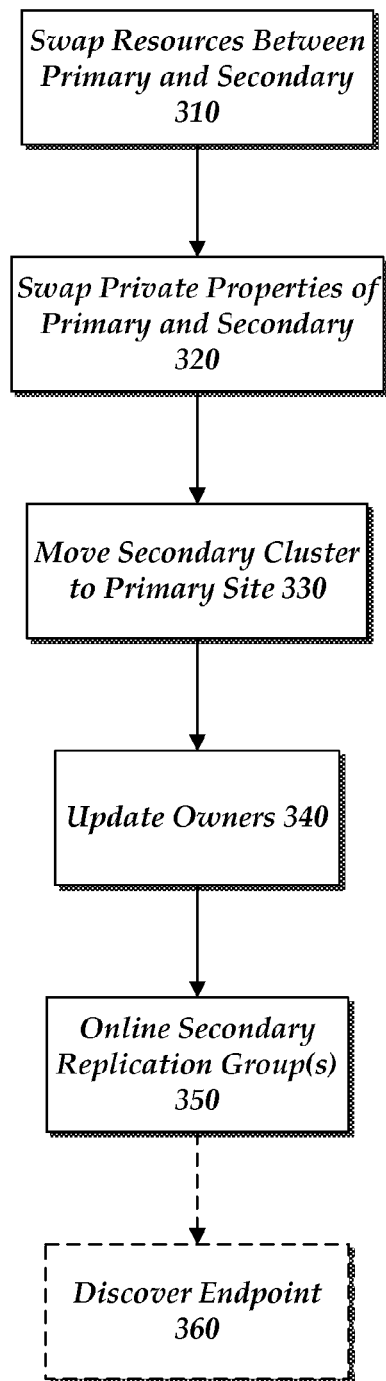 Swap Resources Between
Primary and Secondary
310
Swap Private Properties of
Primary and Secondary
320
Move Secondary Cluster
to Primary Site 330
Update Owners 340
Online Secondary
Replication Group(s)
350
Discover Endpoint
360